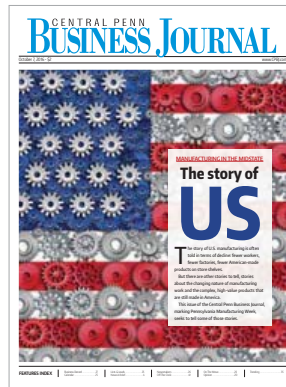 CENTRAL PENN
BUSINESS JOURNAL
October 7, 2016 · $2
www.CPBJ.com
MANUFACTURING IN THE MIDSTATE
The story of
US
The story of U.S. manufacturing is often
told in terms of decline: fewer workers,
fewer factories, fewer American-made
products on store shelves.
But there are other stories to tell, stories
about the changing nature of manufacturing
work and the complex, high-value products that
are still made in America.
This issue of the Central Penn Business Journal,
marking Pennsylvania Manufacturing Week,
seeks to tell some of those stories.
FEATURES INDEX